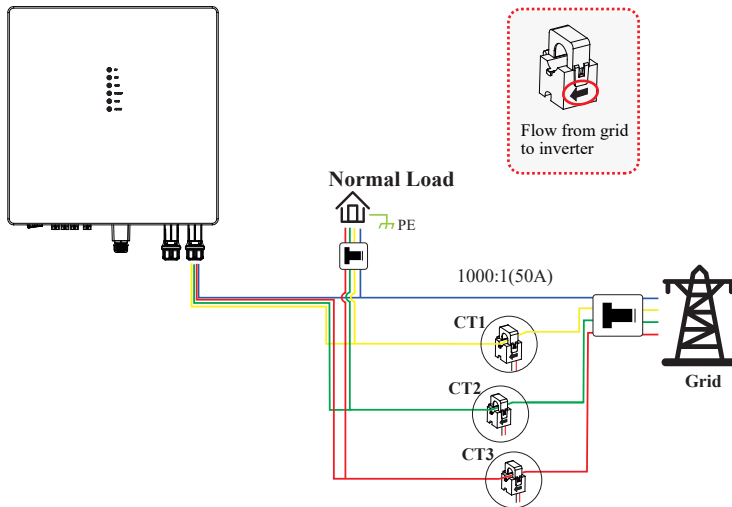 Flow from grid
to inverter
Normal Load
PE
1000:1(50A)
CT1
CT2
Grid
CT3